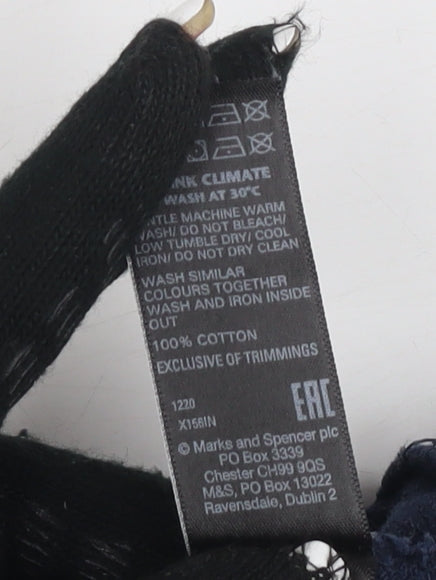 INK CLIMATE
WASH AT 30°C
NTLE MACHINE WARM
WASH/ DO NOT BLEACH/
LOW TUMBLE DRY/ COOL
IRON/ DO NOT DRY CLEAN
WASH SIMILAR
COLOURS TOGETHER
WASH AND IRON INSIDE
OUT
100% COTTON
EXCLUSIVE OF TRIMMINGS
1220
X156IN
EAC
© Marks and Spencer plc
PO Box 3339
Chester CH99 9QS
M&S, PO Box 13022
Ravensdale, Dublin 2